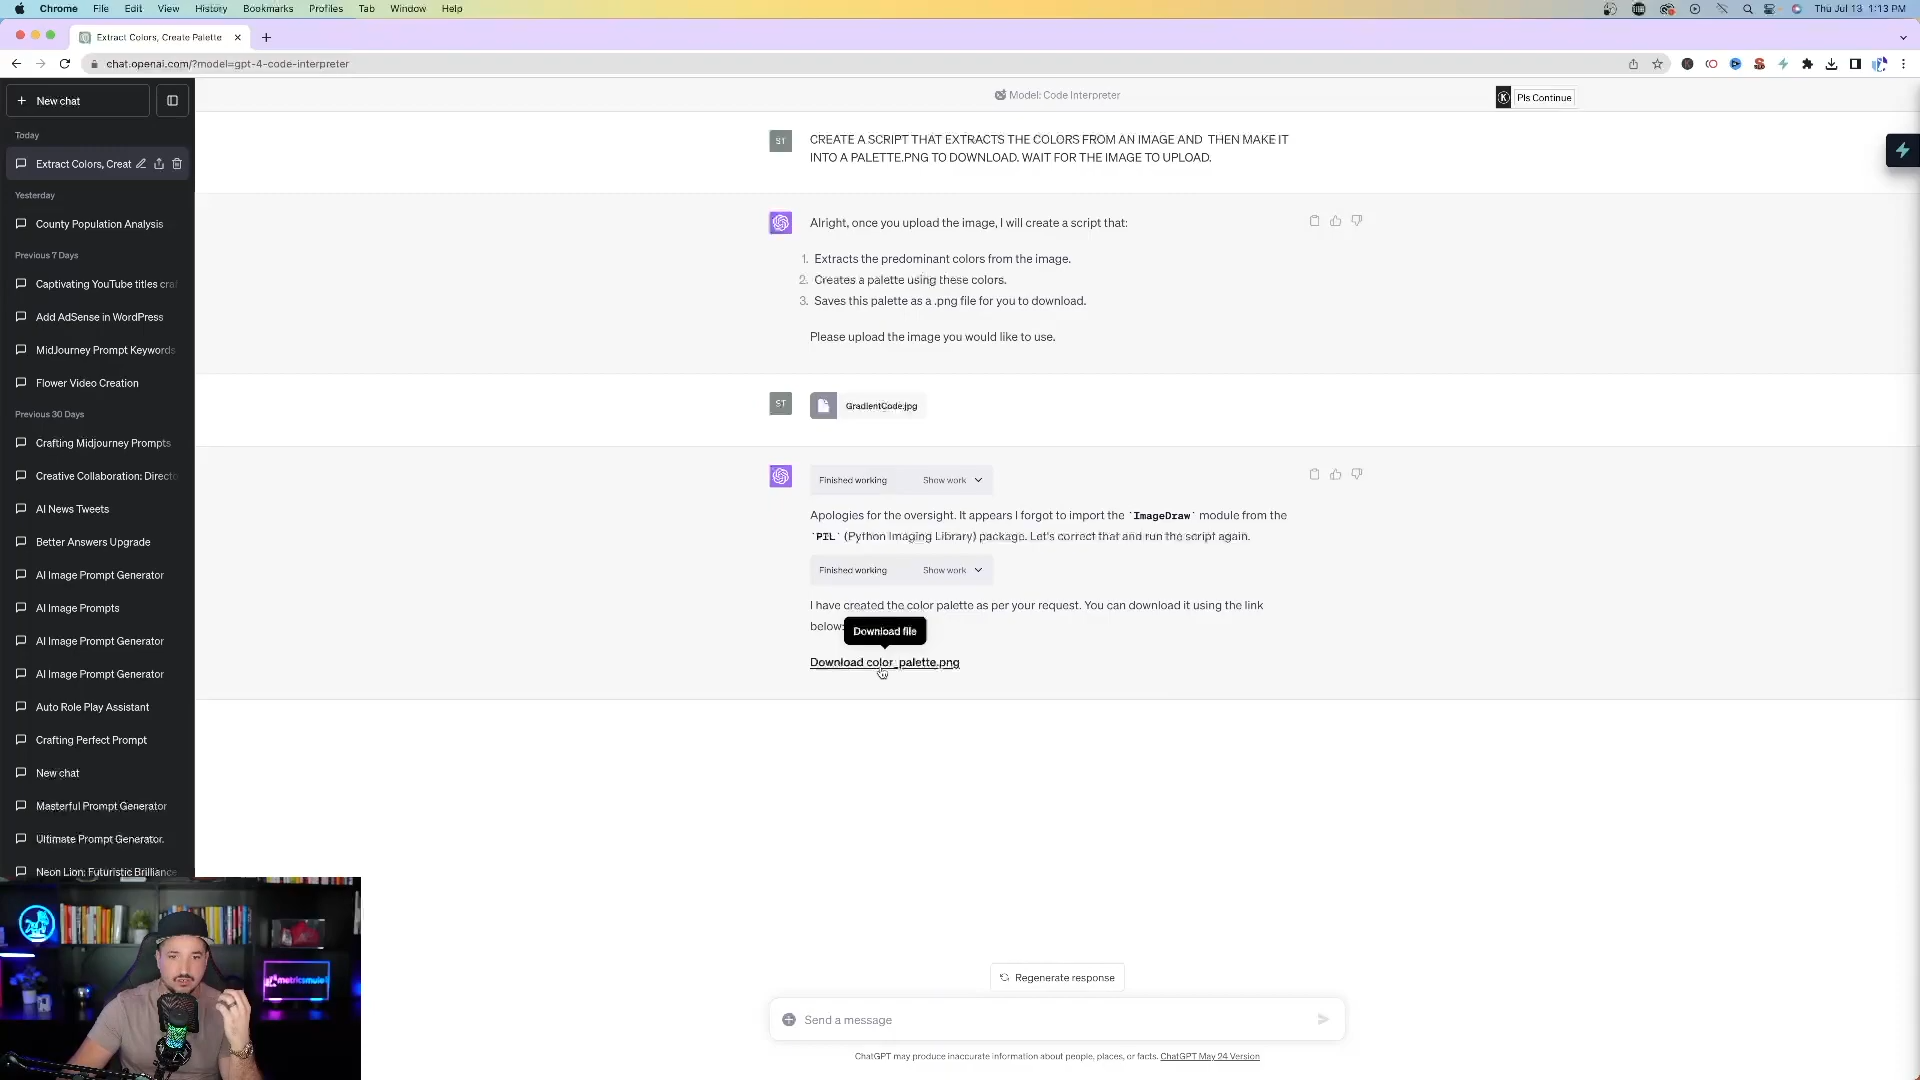 Chrome File Edit View History Bookmarks Profiles Tab Window Help
Thu Jul 13 1:13 PM
Extract Colors, Create Palette
chat.openai.com/?model=gpt-4-code-interpreter
New chat
Model: Code Interpreter
Pls Continue
Today
Extract Colors, Creat
Yesterday
County Population Analysis
Previous 7 Days
Captivating YouTube titles cra
Add AdSense in WordPress
MidJourney Prompt Keywords
Flower Video Creation
Previous 30 Days
Crafting Midjourney Prompts
Creative Collaboration: Directo
AI News Tweets
Better Answers Upgrade
AI Image Prompt Generator
AI Image Prompts
AI Image Prompt Generator
AI Image Prompt Generator
Auto Role Play Assistant
Crafting Perfect Prompt
New chat
Masterful Prompt Generator
Ultimate Prompt Generator.
Neon Lion: Futuristic Brilliance
ST
CREATE A SCRIPT THAT EXTRACTS THE COLORS FROM AN IMAGE AND THEN MAKE IT
INTO A PALETTE.PNG TO DOWNLOAD. WAIT FOR THE IMAGE TO UPLOAD.
Alright, once you upload the image, I will create a script that:
1. Extracts the predominant colors from the image.
2. Creates a palette using these colors.
3. Saves this palette as a .png file for you to download.
Please upload the image you would like to use.
ST
GradientCode.jpg
Finished working Show work
Apologies for the oversight. It appears I forgot to import the `ImageDraw` module from the
`PIL` (Python Imaging Library) package. Let's correct that and run the script again.
Finished working Show work
I have created the color palette as per your request. You can download it using the link
below:
Download file
Download color_palette.png
Regenerate response
Send a message
ChatGPT may produce inaccurate information about people, places, or facts. ChatGPT May 24 Version